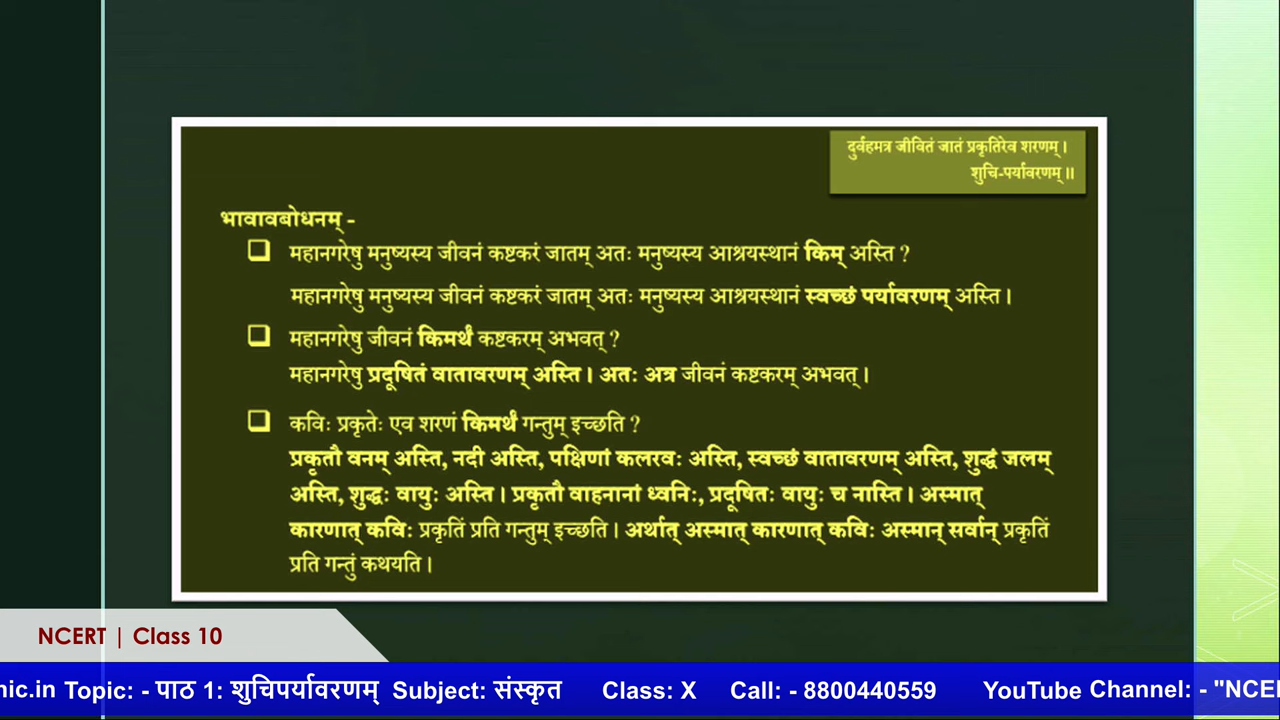 दुर्वहमत्र जीवितं जातं प्रकृतिरेव शरणम् ।
शुचि-पर्यावरणम् ॥
भावावबोधनम् -
महानगरेषु मनुष्यस्य जीवनं कष्टकरं जातम् अतः मनुष्यस्य आश्रयस्थानं किम् अस्ति ?
महानगरेषु मनुष्यस्य जीवनं कष्टकरं जातम् अतः मनुष्यस्य आश्रयस्थानं स्वच्छं पर्यावरणम् अस्ति ।
महानगरेषु जीवनं किमर्थं कष्टकरम् अभवत् ?
महानगरेषु प्रदूषितं वातावरणम् अस्ति । अतः अत्र जीवनं कष्टकरम् अभवत् ।
कविः प्रकृतेः एव शरणं किमर्थं गन्तुम् इच्छति ?
प्रकृतौ वनम् अस्ति, नदी अस्ति, पक्षिणां कलरवः अस्ति, स्वच्छं वातावरणम् अस्ति, शुद्धं जलम्
अस्ति, शुद्धः वायुः अस्ति । प्रकृतौ वाहनानां ध्वनिः, प्रदूषितः वायुः च नास्ति । अस्मात्
कारणात् कविः प्रकृतिं प्रति गन्तुम् इच्छति । अर्थात् अस्मात् कारणात् कविः अस्मान् सर्वान् प्रकृतिं
प्रति गन्तुं कथयति ।
NCERT | Class 10
nic.in Topic: - पाठ 1: शुचिपर्यावरणम् Subject: संस्कृत Class: X Call: - 8800440559 YouTube Channel: - "NCE